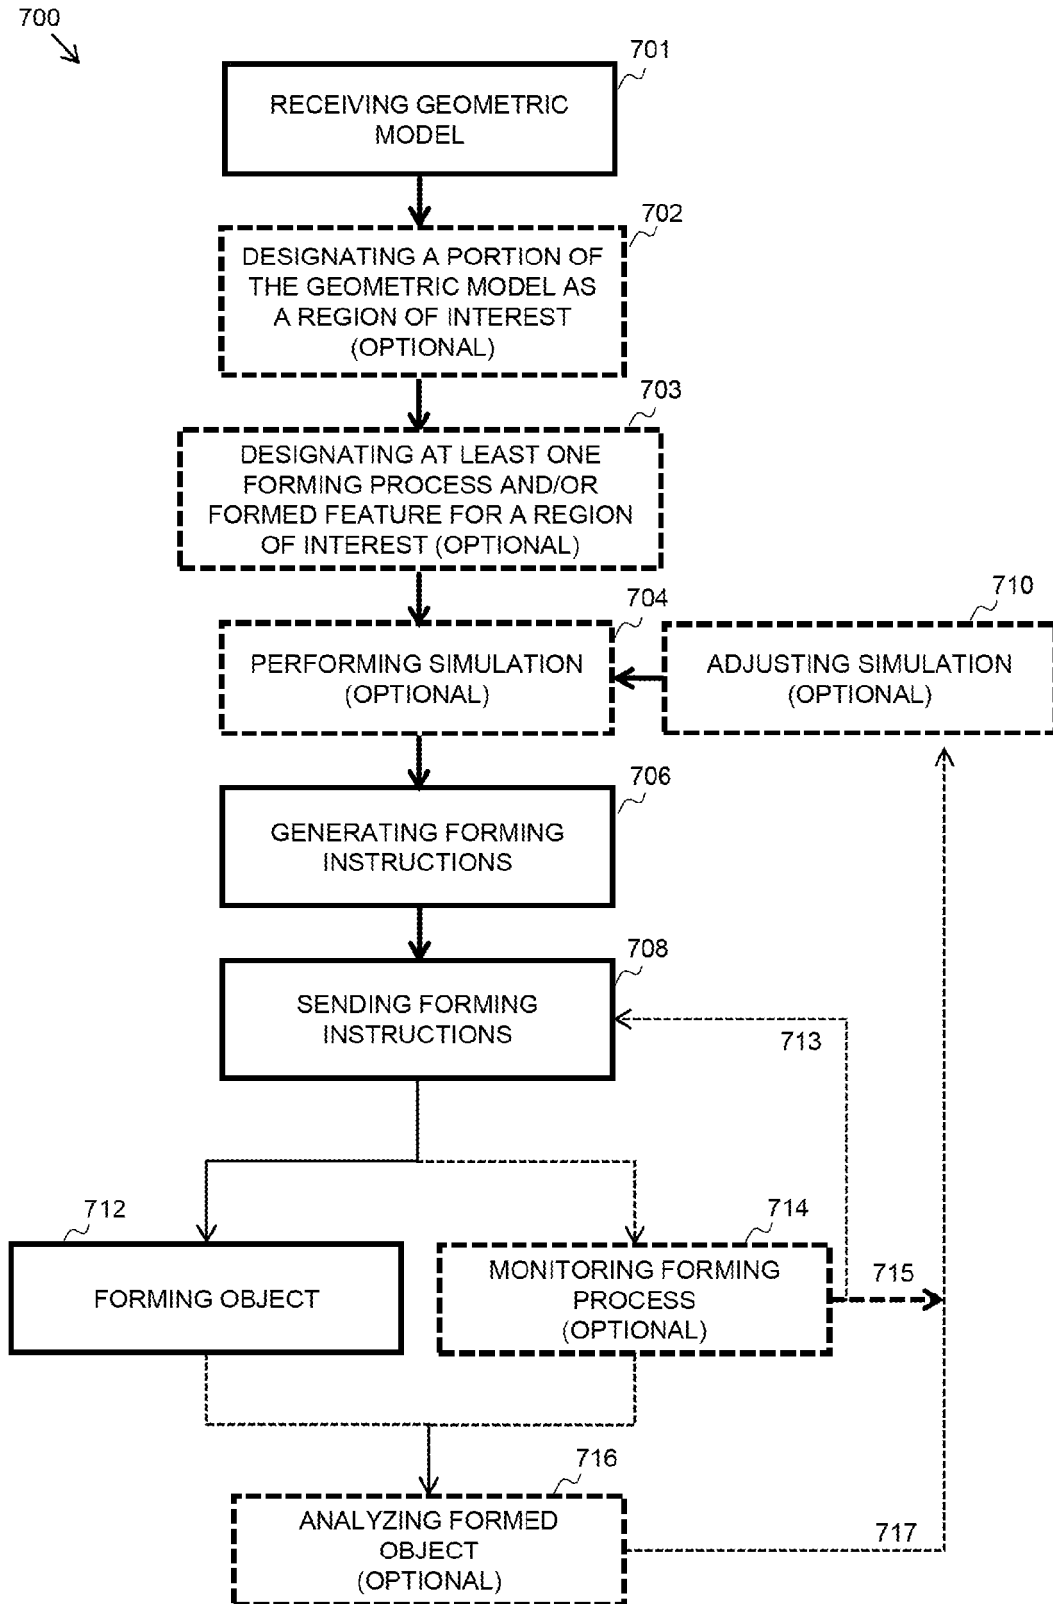 700
701
RECEIVING GEOMETRIC
MODEL
702
DESIGNATING A PORTION OF
THE GEOMETRIC MODEL AS
A REGION OF INTEREST
(OPTIONAL)
703
DESIGNATING AT LEAST ONE
FORMING PROCESS AND/OR
FORMED FEATURE FOR A REGION
OF INTEREST (OPTIONAL)
704
PERFORMING SIMULATION
(OPTIONAL)
710
ADJUSTING SIMULATION
(OPTIONAL)
706
GENERATING FORMING
INSTRUCTIONS
708
SENDING FORMING
INSTRUCTIONS
713
712
FORMING OBJECT
714
MONITORING FORMING
PROCESS
(OPTIONAL)
715
716
ANALYZING FORMED
OBJECT
(OPTIONAL)
717